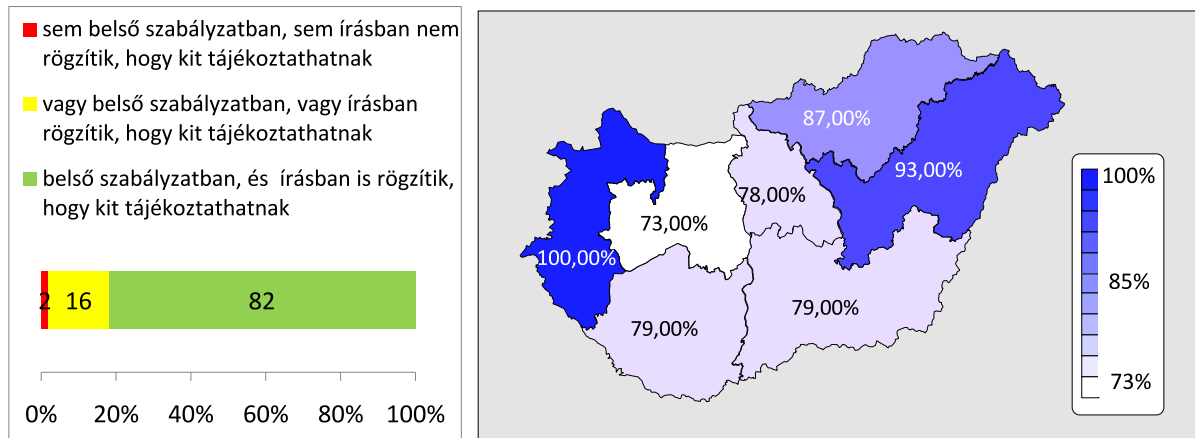 sem belső szabályzatban, sem írásban nem
rögzítik, hogy kit tájékoztathatnak
vagy belső szabályzatban, vagy írásban
rögzítik, hogy kit tájékoztathatnak
belső szabályzatban, és írásban is rögzítik,
hogy kit tájékoztathatnak
2 16 82
0% 20% 40% 60% 80% 100%
87,00%
93,00%
78,00%
73,00%
100,00%
79,00%
79,00%
100%
85%
73%